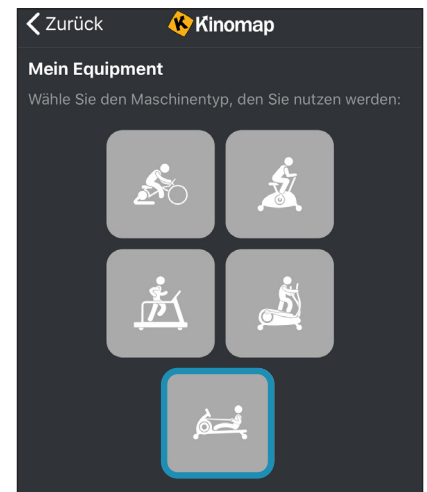 Zurück
Kinomap
Mein Equipment
Wähle Sie den Maschinentyp, den Sie nutzen werden: